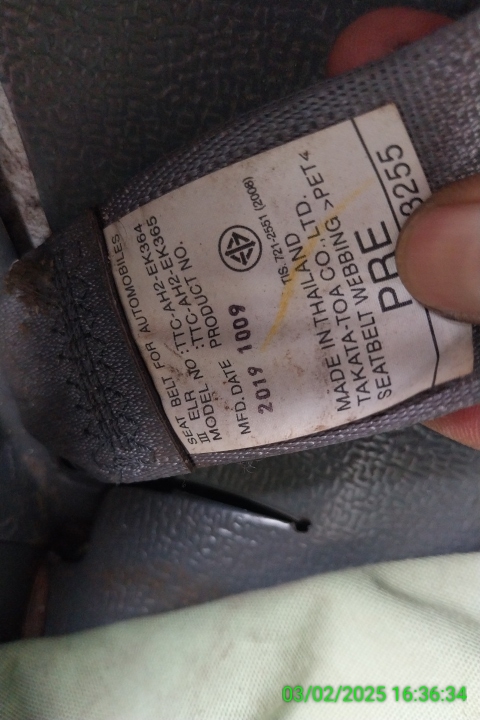 SEAT BELT FOR AUTOMOBILES
ELR NO :TTC-AH2-EK364
III MODEL NO.:TTC-AH2-EK365
PRODUCT NO.
MFD. DATE
2019 1009
TIS 721-2551 (2008)
MADE IN THAILAND
TAKATA-TOA CO., LTD.
SEATBELT WEBBING >PET<
PRE
8255
03/02/2025 16:36:34